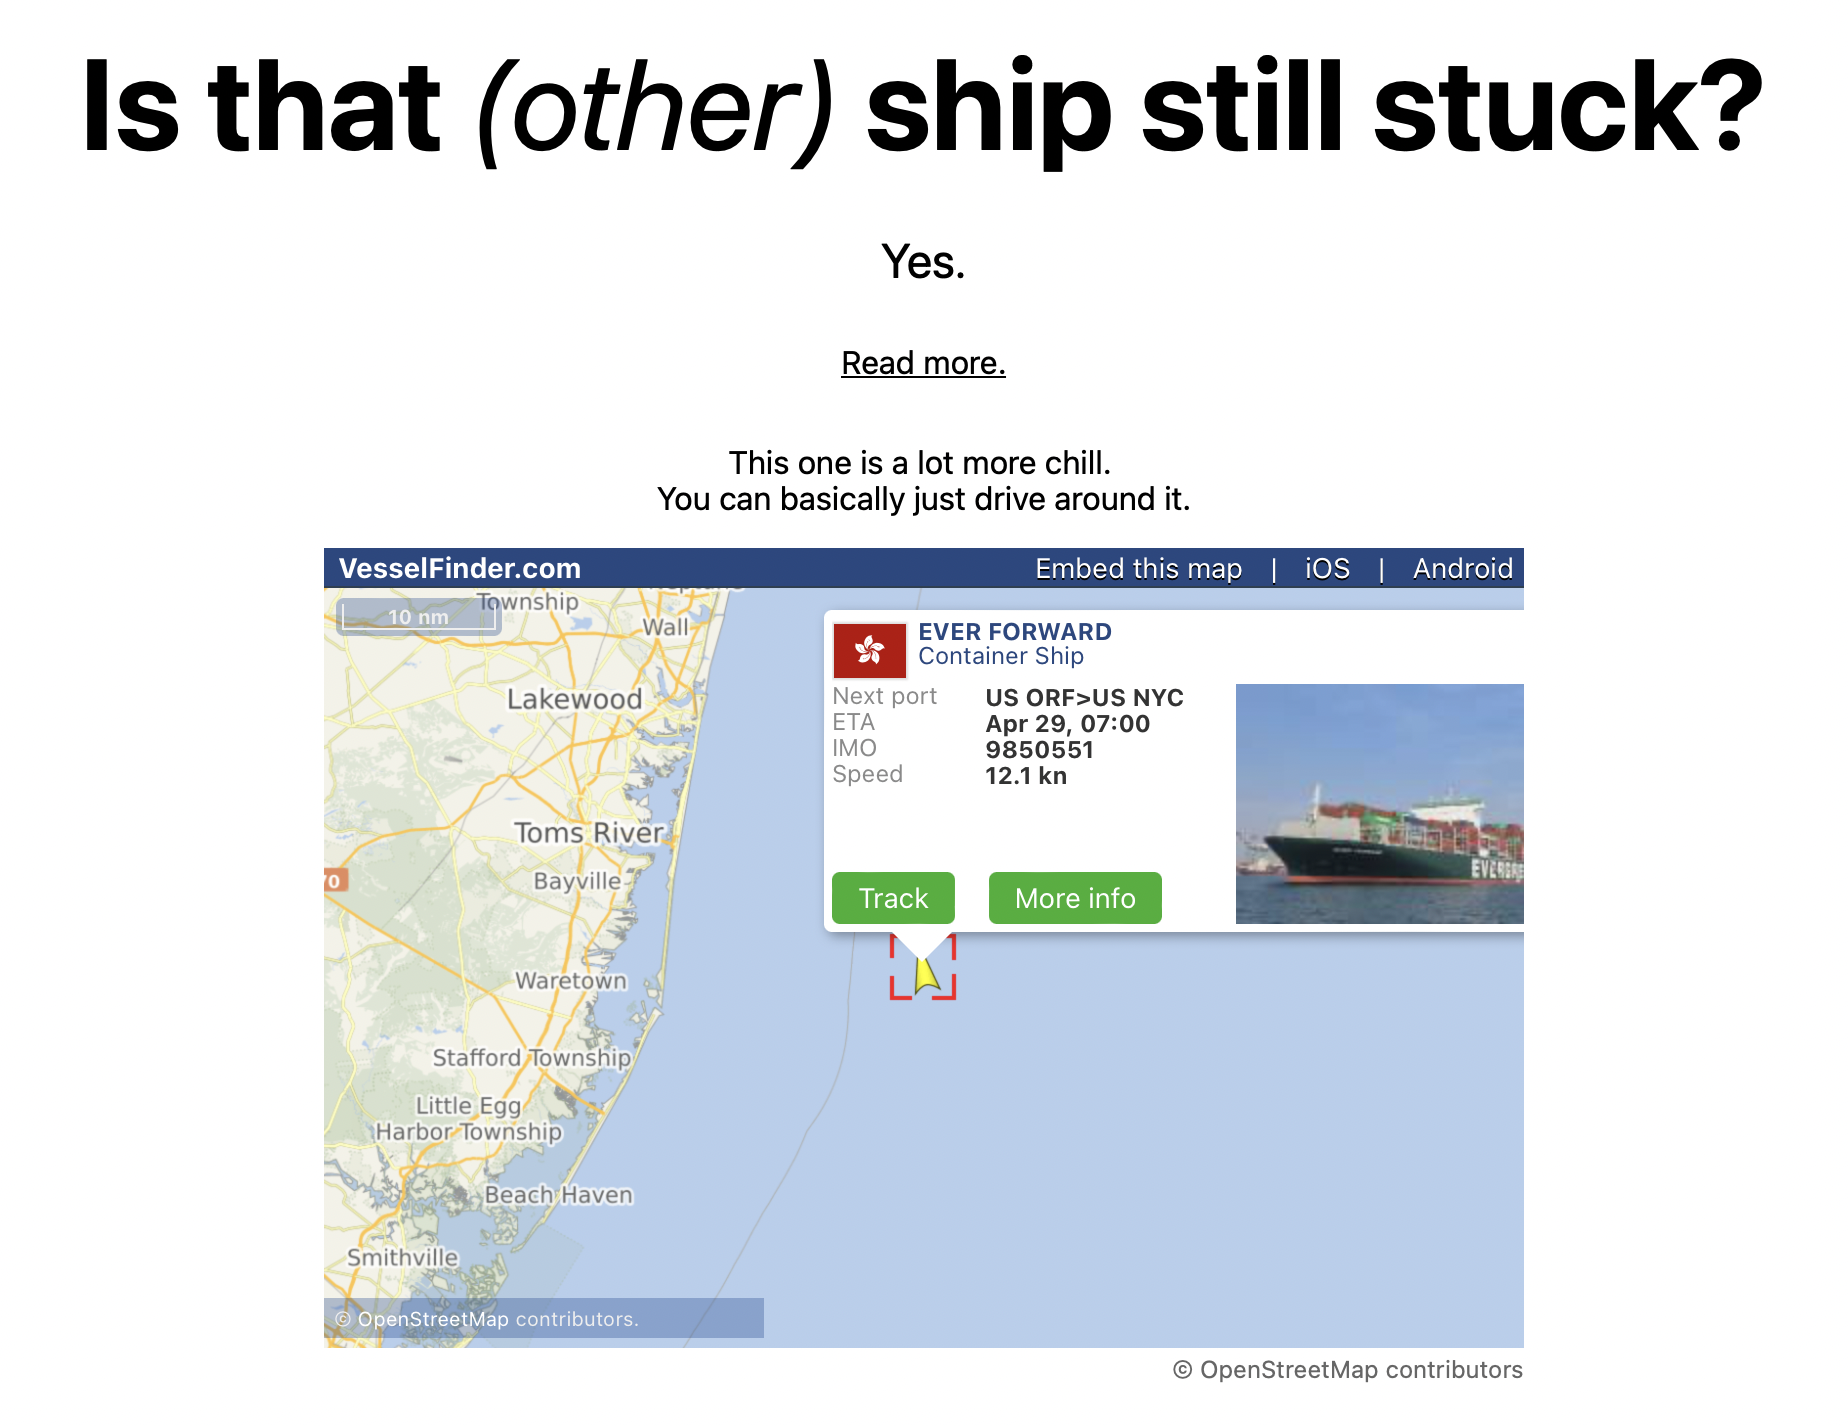 Is that (other) ship still stuck?
Yes.
Read more.
This one is a lot more chill.
You can basically just drive around it.
VesselFinder.com
Embed this map | iOS | Android
10 nm
Township
Wall
Lakewood
Toms River
70
Bayville
Waretown
Stafford Township
Little Egg
Harbor Township
Beach Haven
Smithville
EVER FORWARD
Container Ship
Next port US ORF>US NYC
ETA Apr 29, 07:00
IMO 9850551
Speed 12.1 kn
Track More info
© OpenStreetMap contributors.
© OpenStreetMap contributors